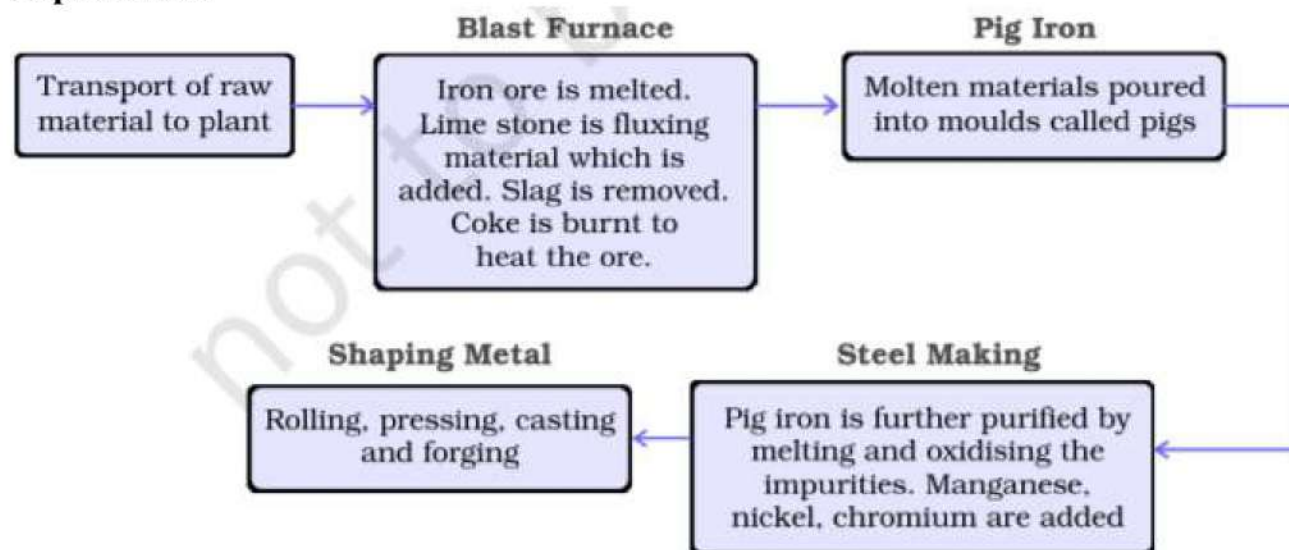 Blast Furnace
Pig Iron
Transport of raw
material to plant
Iron ore is melted.
Lime stone is fluxing
material which is
added. Slag is removed.
Coke is burnt to
heat the ore.
Molten materials poured
into moulds called pigs
Shaping Metal
Steel Making
Rolling, pressing, casting
and forging
Pig iron is further purified by
melting and oxidising the
impurities. Manganese,
nickel, chromium are added
not to